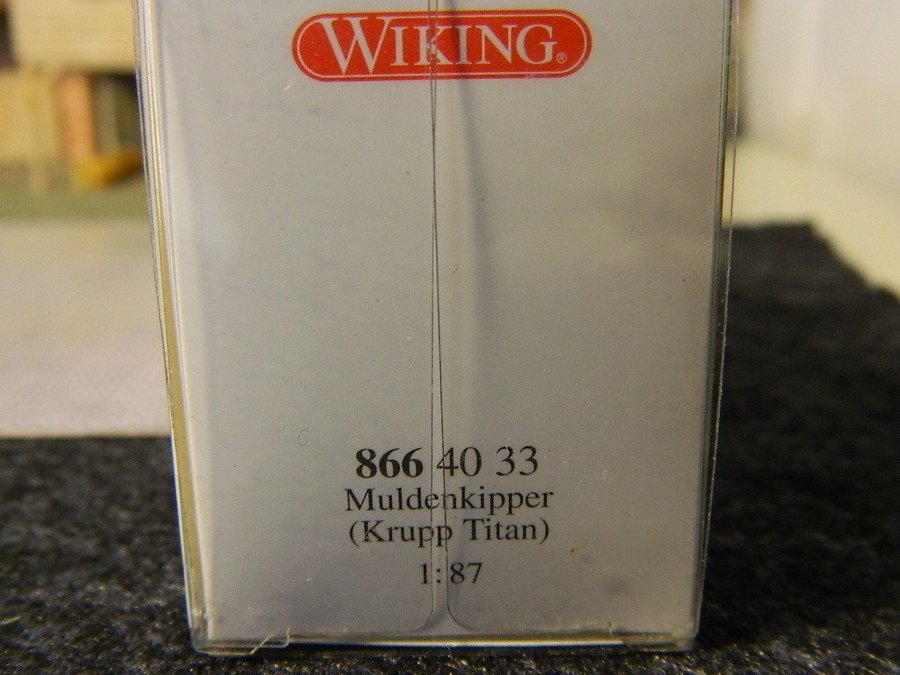 WIKING®
866 40 33
Muldenkipper
(Krupp Titan)
1:87